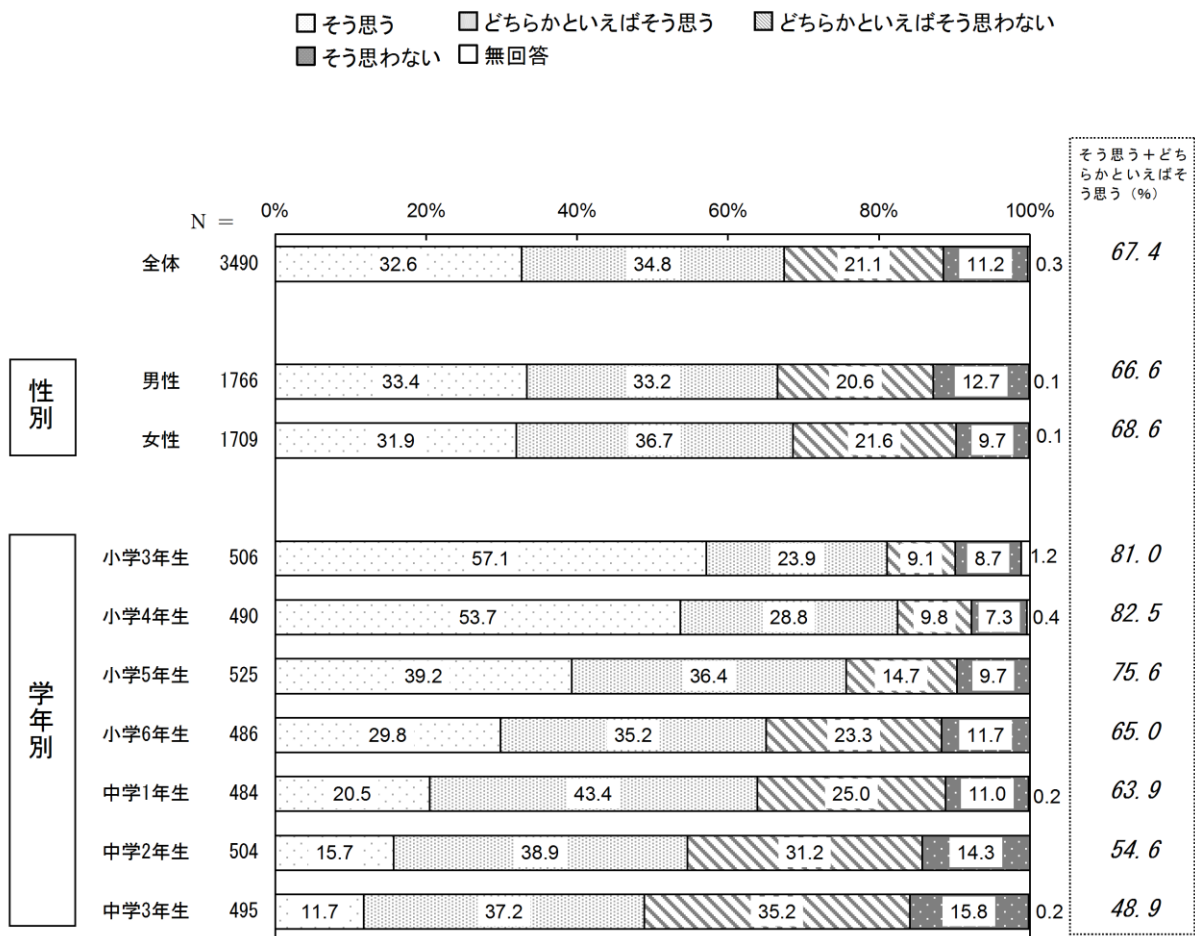 そう思う どちらかといえばそう思う どちらかといえばそう思わない
そう思わない 無回答
そう思う＋どち
らかといえばそ
う思う（%）
N = 0% 20% 40% 60% 80% 100%
全体 3490 32.6 34.8 21.1 11.2 0.3 67.4
性別
男性 1766 33.4 33.2 20.6 12.7 0.1 66.6
女性 1709 31.9 36.7 21.6 9.7 0.1 68.6
学年別
小学3年生 506 57.1 23.9 9.1 8.7 1.2 81.0
小学4年生 490 53.7 28.8 9.8 7.3 0.4 82.5
小学5年生 525 39.2 36.4 14.7 9.7 75.6
小学6年生 486 29.8 35.2 23.3 11.7 65.0
中学1年生 484 20.5 43.4 25.0 11.0 0.2 63.9
中学2年生 504 15.7 38.9 31.2 14.3 54.6
中学3年生 495 11.7 37.2 35.2 15.8 0.2 48.9